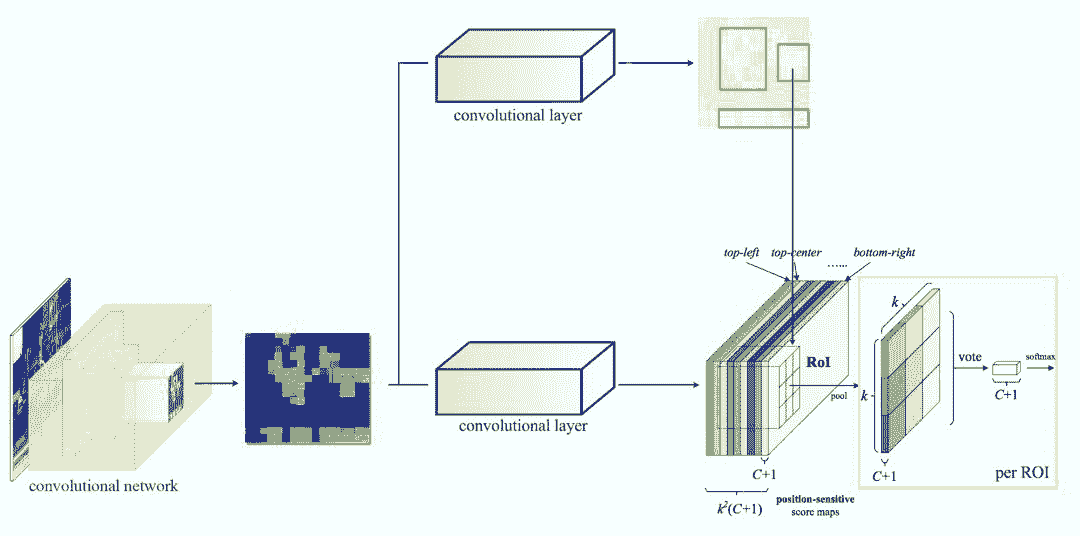 convolutional layer
top-left top-center ...... bottom-right
RoI
pool
k
k
vote
softmax
C+1
convolutional layer
C+1
C+1
per ROI
convolutional network
k²(C+1)
position-sensitive
score maps